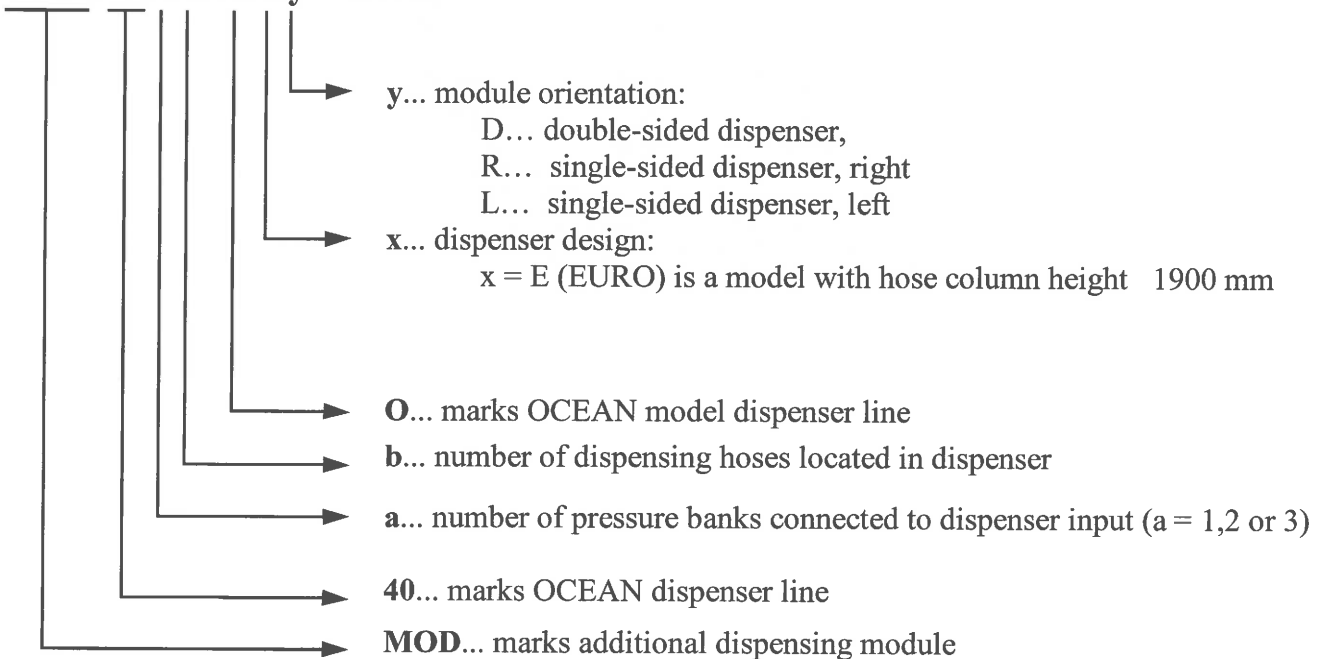 y... module orientation:
D... double-sided dispenser,
R... single-sided dispenser, right
L... single-sided dispenser, left
x... dispenser design:
x = E (EURO) is a model with hose column height 1900 mm
O... marks OCEAN model dispenser line
b... number of dispensing hoses located in dispenser
a... number of pressure banks connected to dispenser input (a = 1,2 or 3)
40... marks OCEAN dispenser line
MOD... marks additional dispensing module